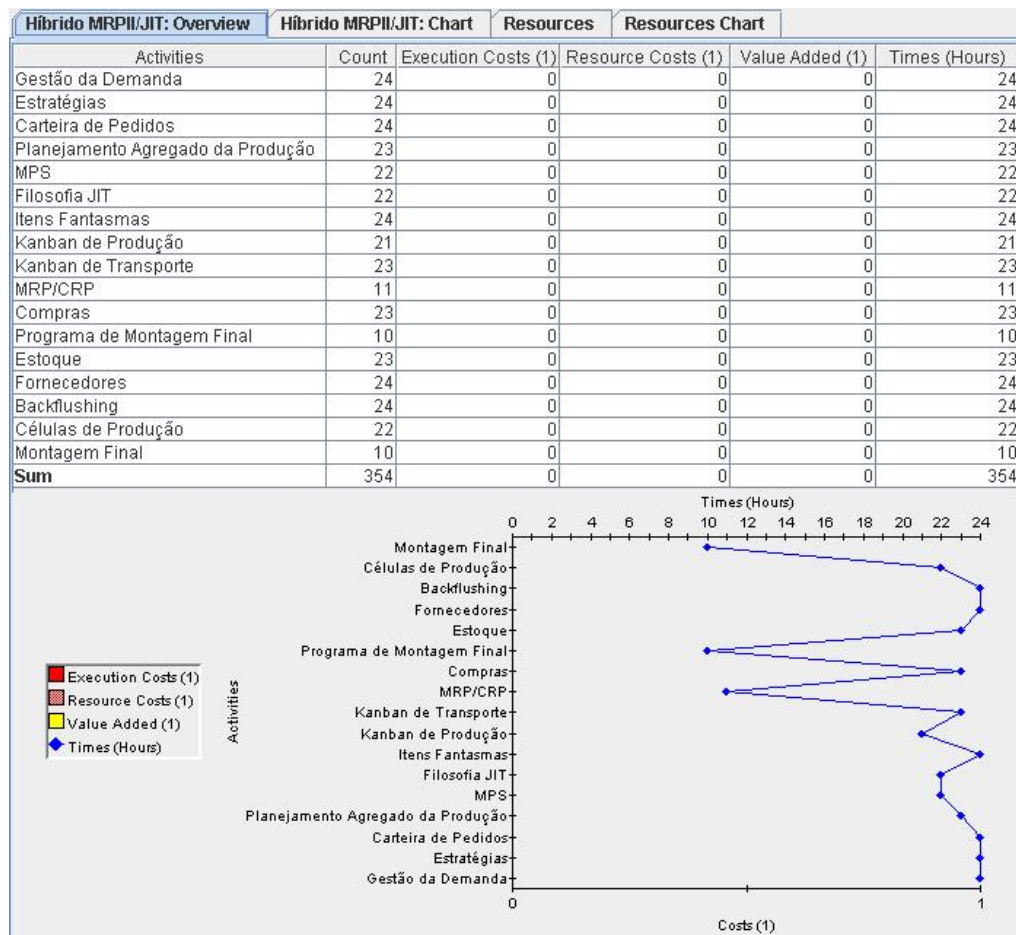 Híbrido MRPII/JIT: Overview Híbrido MRPII/JIT: Chart Resources Resources Chart
Activities Count Execution Costs (1) Resource Costs (1) Value Added (1) Times (Hours)
Gestão da Demanda 24 0 0 0 24
Estratégias 24 0 0 0 24
Carteira de Pedidos 24 0 0 0 24
Planejamento Agregado da Produção 23 0 0 0 23
MPS 22 0 0 0 22
Filosofia JIT 22 0 0 0 22
Itens Fantasmas 24 0 0 0 24
Kanban de Produção 21 0 0 0 21
Kanban de Transporte 23 0 0 0 23
MRP/CRP 11 0 0 0 11
Compras 23 0 0 0 23
Programa de Montagem Final 10 0 0 0 10
Estoque 23 0 0 0 23
Fornecedores 24 0 0 0 24
Backflushing 24 0 0 0 24
Células de Produção 22 0 0 0 22
Montagem Final 10 0 0 0 10
Sum 354 0 0 0 354
Times (Hours)
0 2 4 6 8 10 12 14 16 18 20 22 24
Montagem Final
Células de Produção
Backflushing
Fornecedores
Estoque
Programa de Montagem Final
Compras
MRP/CRP
Kanban de Transporte
Kanban de Produção
Itens Fantasmas
Filosofia JIT
MPS
Planejamento Agregado da Produção
Carteira de Pedidos
Estratégias
Gestão da Demanda
Execution Costs (1)
Resource Costs (1)
Value Added (1)
Times (Hours)
Activities
0 1
Costs (1)